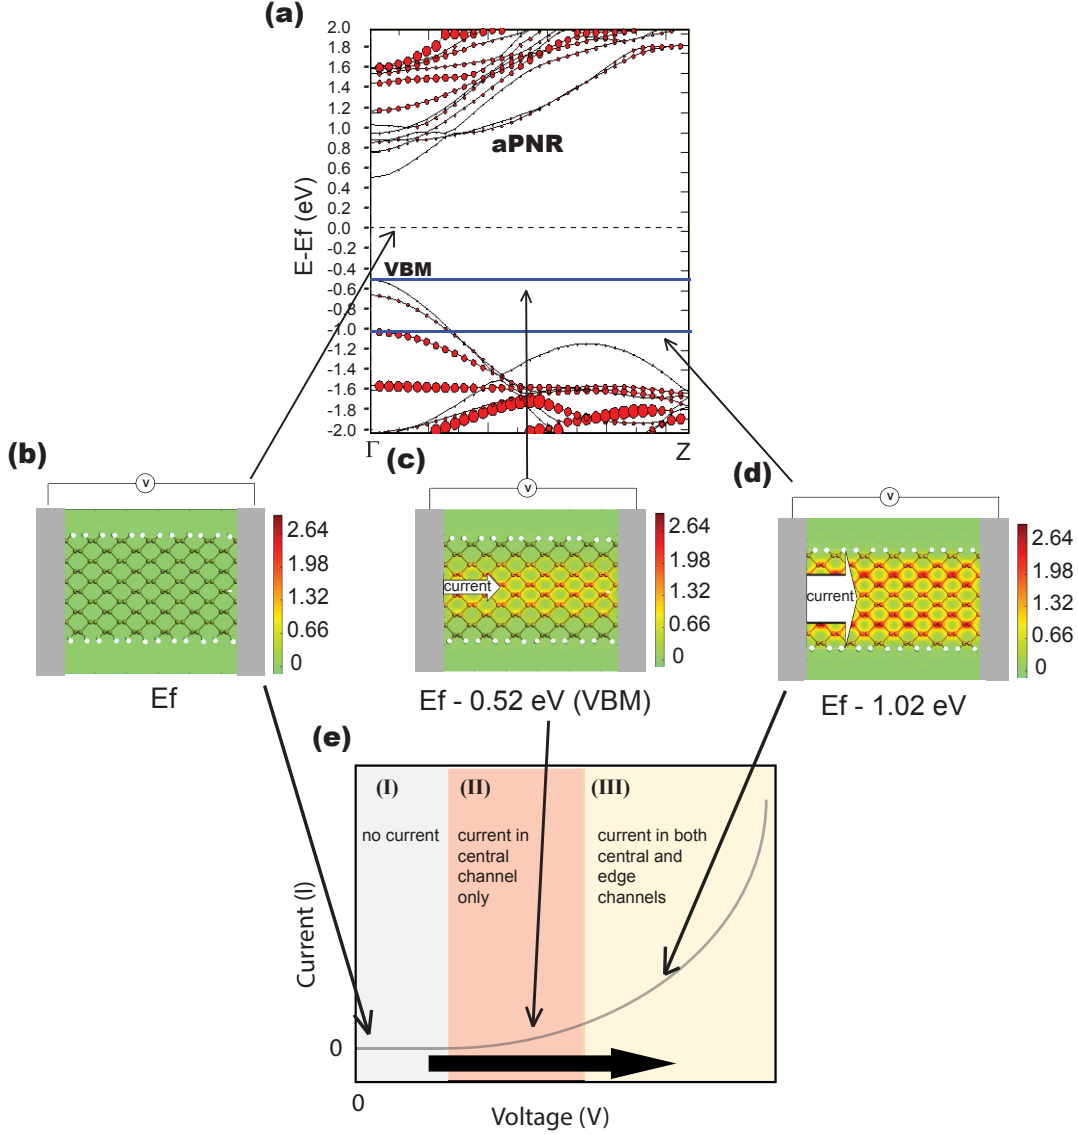 (a)
2.0
1.6
1.4
1.2
1.0
0.8
0.6
0.4
0.2
0.0
-0.2
-0.4
-0.6
-0.8
-1.0
-1.2
-1.4
-1.6
-1.8
-2.0
E-Ef (eV)
aPNR
VBM
Γ
Z
(b)
V
2.64
1.98
1.32
0.66
0
Ef
(c)
V
current
2.64
1.98
1.32
0.66
0
Ef - 0.52 eV (VBM)
(d)
V
current
2.64
1.98
1.32
0.66
0
Ef - 1.02 eV
(e)
(I)
no current
(II)
current in
central
channel
only
(III)
current in both
central and
edge
channels
Current (I)
0
0
Voltage (V)